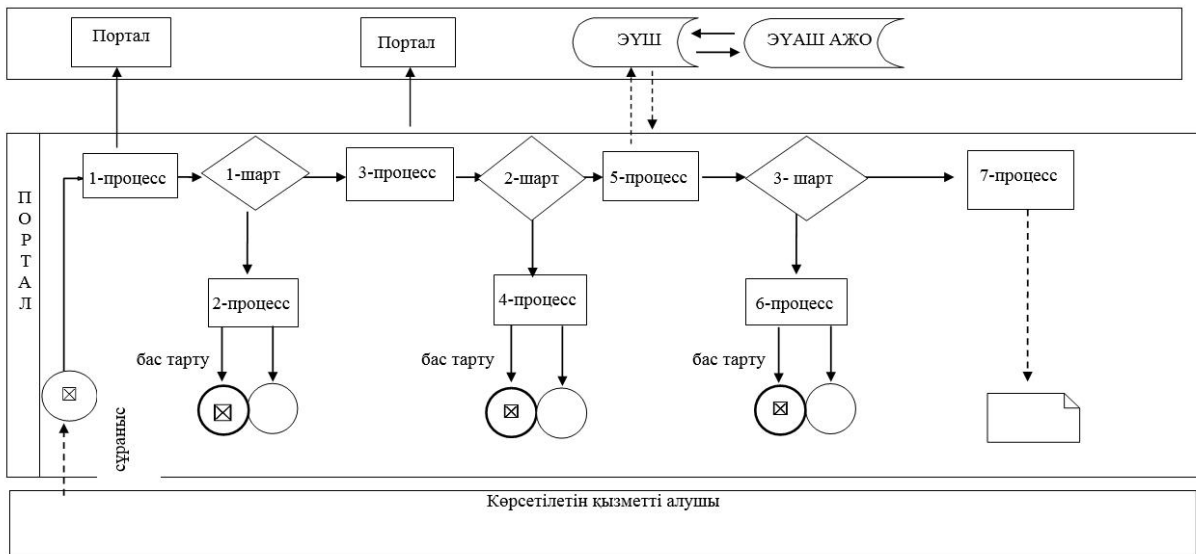 Портал
Портал
ЭҮШ
ЭҮАШ АЖО
ПОРТАЛ
1-процесс
1-шарт
3-процесс
2-шарт
5-процесс
3- шарт
7-процесс
2-процесс
4-процесс
6-процесс
бас тарту
бас тарту
бас тарту
сұраныс
Көрсетілетін қызметті алушы